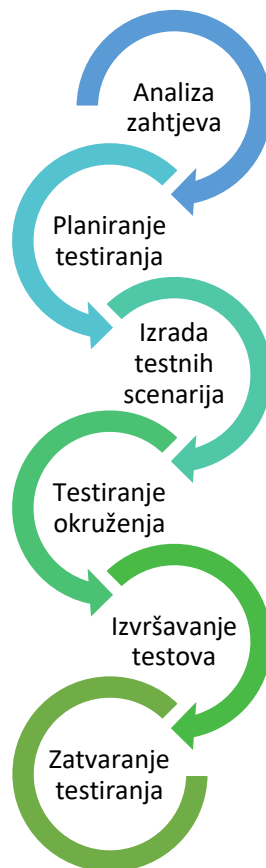 Analiza
zahtjeva
Planiranje
testiranja
Izrada
testnih
scenarija
Testiranje
okruženja
Izvršavanje
testova
Zatvaranje
testiranja